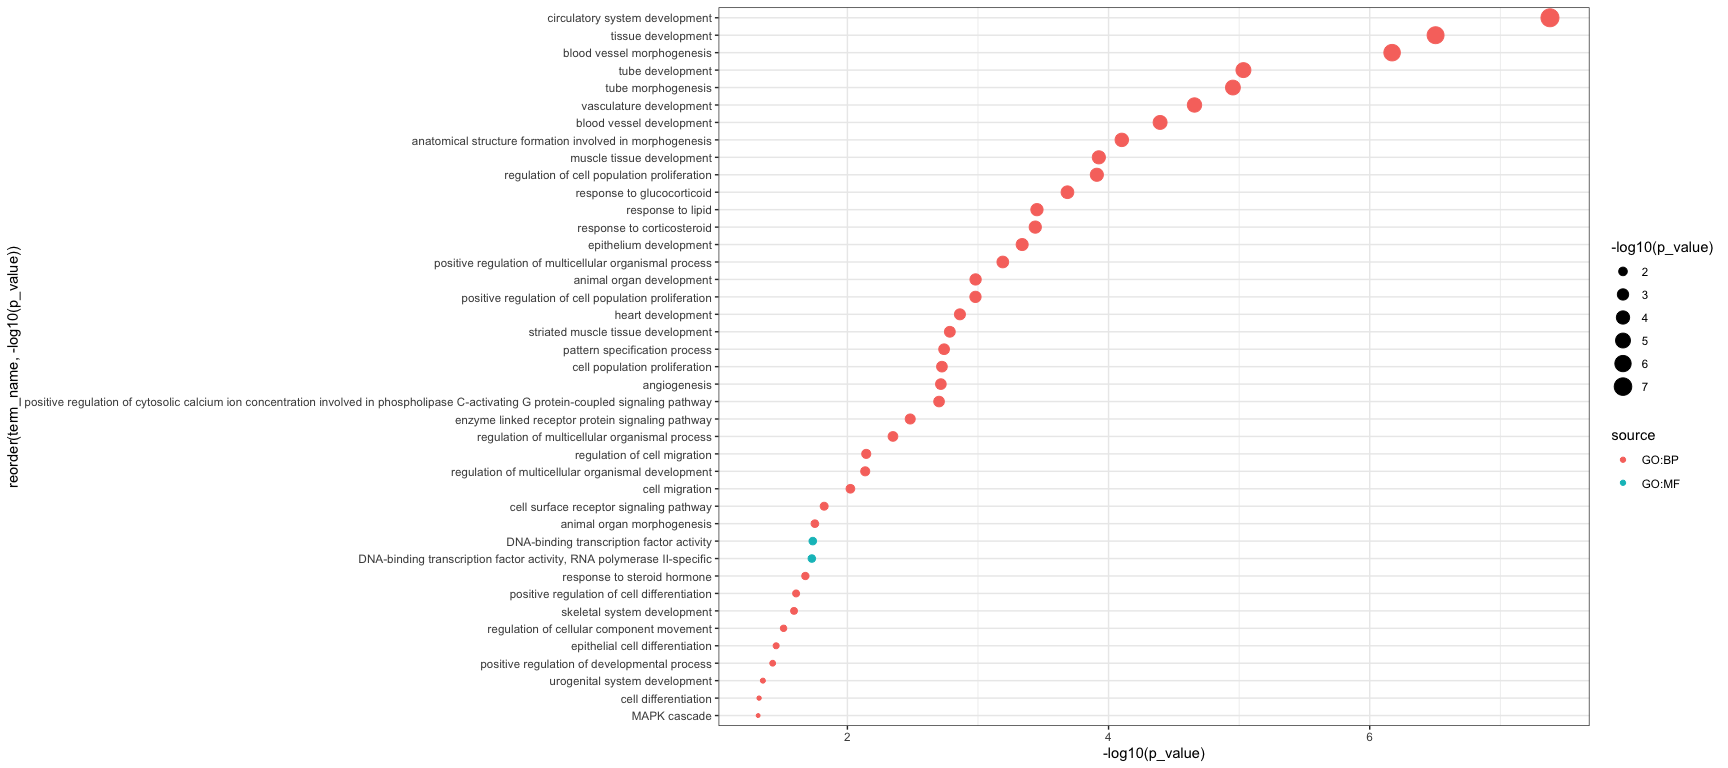 circulatory system development
tissue development
blood vessel morphogenesis
tube development
tube morphogenesis
vasculature development
blood vessel development
anatomical structure formation involved in morphogenesis
muscle tissue development
regulation of cell population proliferation
response to glucocorticoid
response to lipid
response to corticosteroid
epithelium development
positive regulation of multicellular organismal process
animal organ development
positive regulation of cell population proliferation
heart development
striated muscle tissue development
pattern specification process
cell population proliferation
angiogenesis
positive regulation of cytosolic calcium ion concentration involved in phospholipase C-activating G protein-coupled signaling pathway
enzyme linked receptor protein signaling pathway
regulation of multicellular organismal process
regulation of cell migration
regulation of multicellular organismal development
cell migration
cell surface receptor signaling pathway
animal organ morphogenesis
DNA-binding transcription factor activity
DNA-binding transcription factor activity, RNA polymerase II-specific
response to steroid hormone
positive regulation of cell differentiation
skeletal system development
regulation of cellular component movement
epithelial cell differentiation
positive regulation of developmental process
urogenital system development
cell differentiation
MAPK cascade
reorder(term_name, -log10(p_value))
2 4 6
-log10(p_value)
-log10(p_value)
2
3
4
5
6
7
source
GO:BP
GO:MF